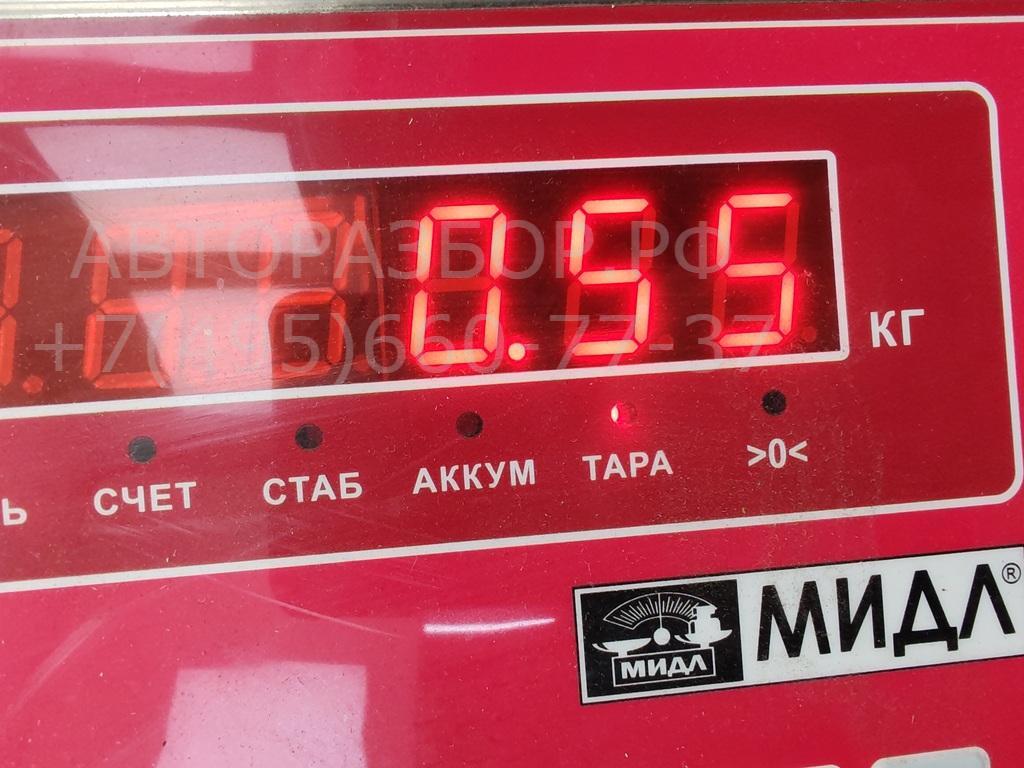 0.55
КГ
АВТОРАЗБОР.РФ
+7(495)660-77-37
Ь СЧЕТ СТАБ АККУМ ТАРА >0<
МИДЛ МИДЛ®